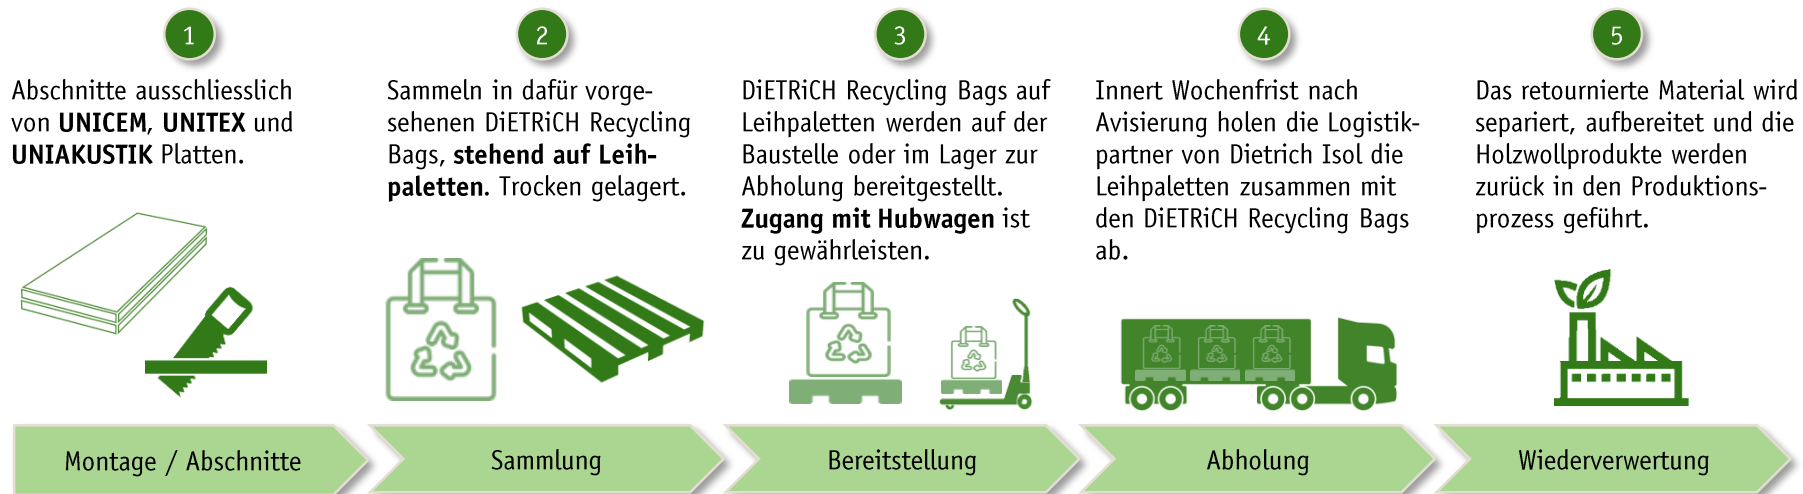 1
Abschnitte ausschliesslich
von UNICEM, UNITEX und
UNIAKUSTIK Platten.
Montage / Abschnitte
2
Sammeln in dafür vorge-
sehenen DiETRiCH Recycling
Bags, stehend auf Leih-
paletten. Trocken gelagert.
Sammlung
3
DiETRiCH Recycling Bags auf
Leihpaletten werden auf der
Baustelle oder im Lager zur
Abholung bereitgestellt.
Zugang mit Hubwagen ist
zu gewährleisten.
Bereitstellung
4
Innert Wochenfrist nach
Avisierung holen die Logistik-
partner von Dietrich Isol die
Leihpaletten zusammen mit
den DiETRiCH Recycling Bags
ab.
Abholung
5
Das retournierte Material wird
separiert, aufbereitet und die
Holzwollprodukte werden
zurück in den Produktions-
prozess geführt.
Wiederverwertung